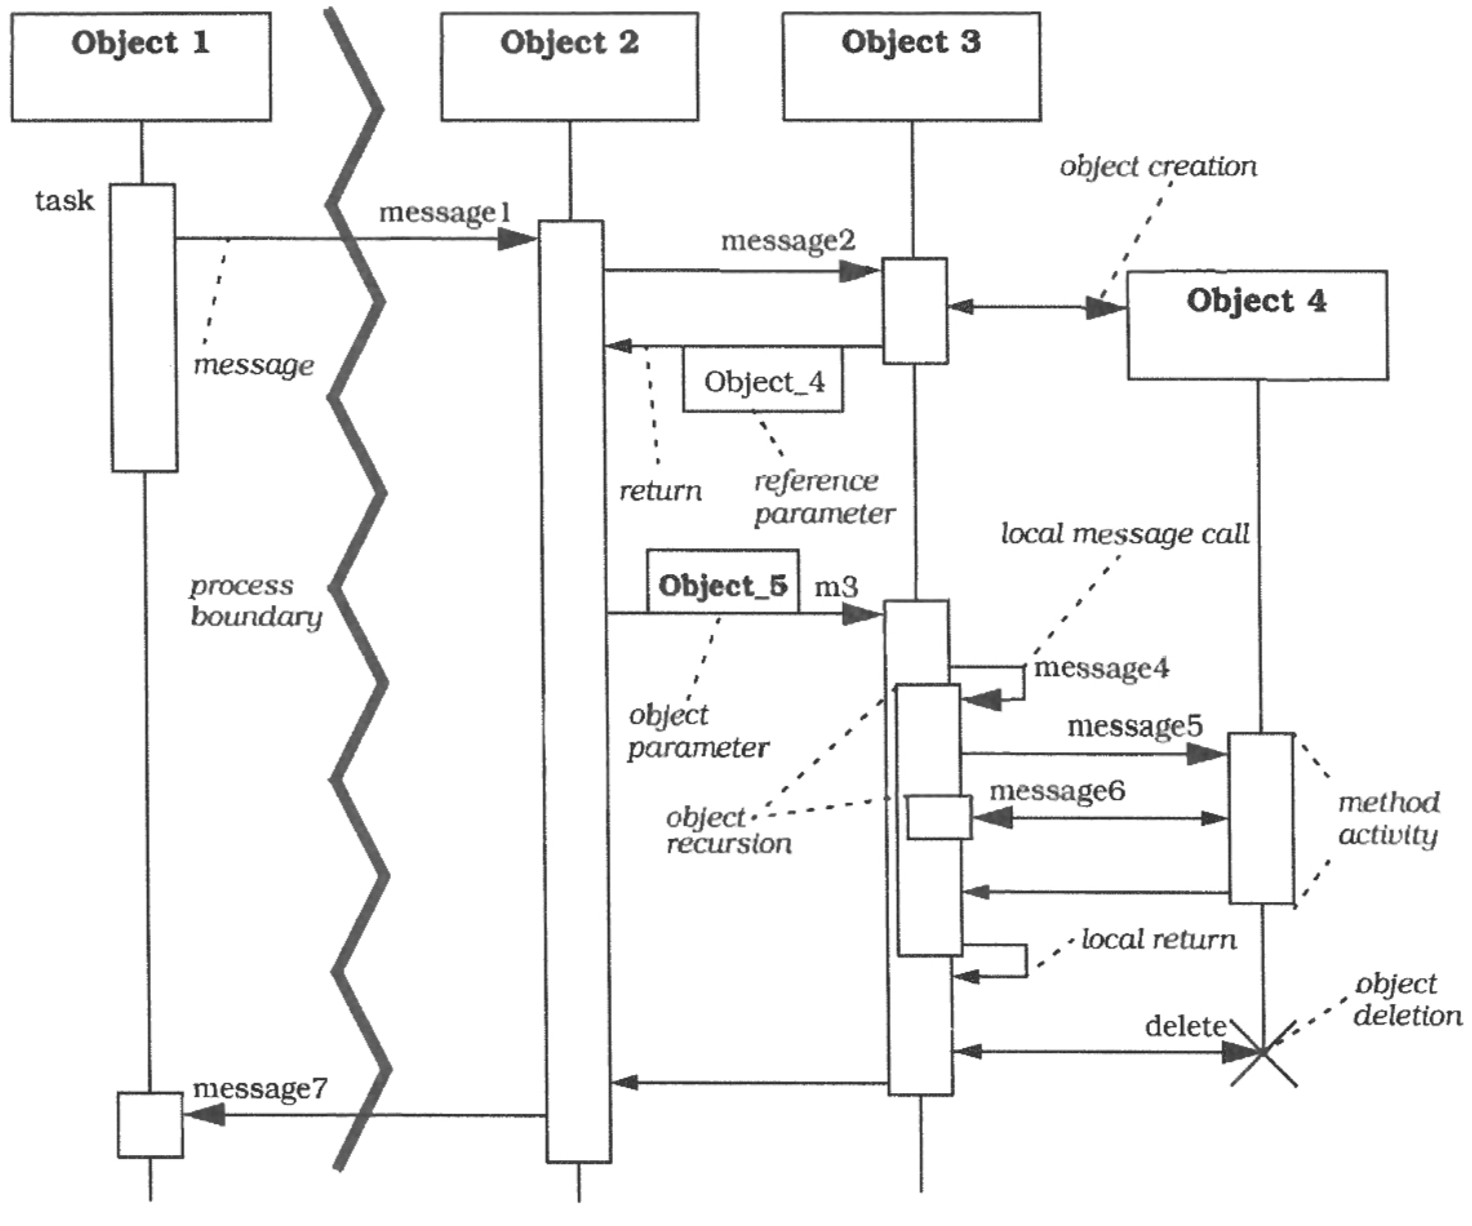 Object 1
Object 2
Object 3
object creation
task
message1
message2
Object 4
message
Object_4
return
reference
parameter
local message call
process
boundary
Object_5
m3
message4
object
parameter
message5
message6
object
recursion
method
activity
local return
object
deletion
delete
message7